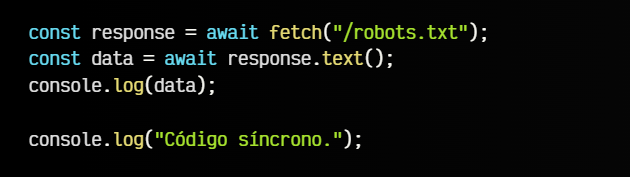 const response = await fetch("/robots.txt");
const data = await response.text();
console.log(data);
console.log("Código síncrono.");